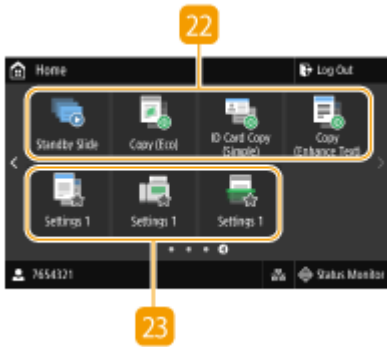 22
Home Log Out
Standby Slide Copy (Eco) ID Card Copy (Simple) Copy (Enhance Text)
Settings 1 Settings 1 Settings 1
4
7654321 Status Monitor
23